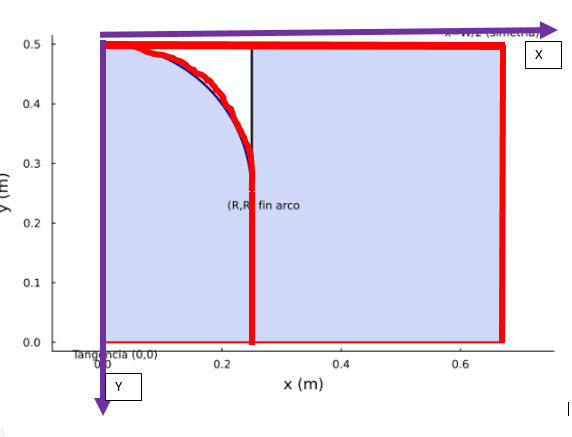 x=W/2 (simetría)
X
0.5
0.4
0.3
0.2
0.1
0.0
y (m)
(R,R) fin arco
Tangencia (0,0)
0.0
0.2
0.4
0.6
x (m)
Y